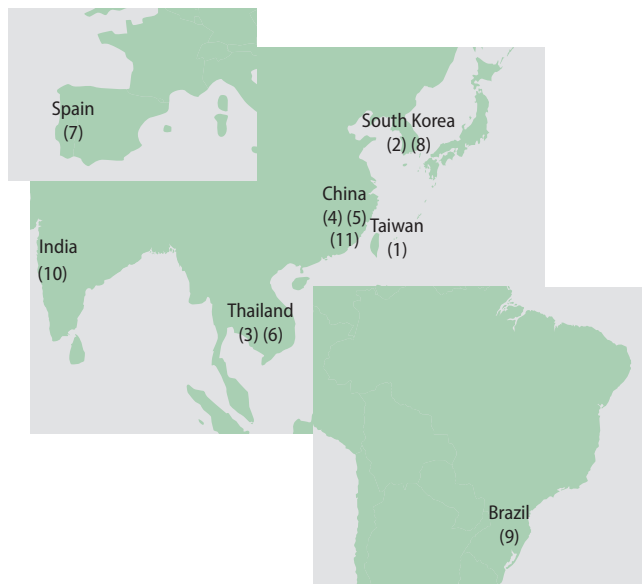 Spain
(7)
South Korea
(2) (8)
China
(4) (5)
(11)
Taiwan
(1)
India
(10)
Thailand
(3) (6)
Brazil
(9)